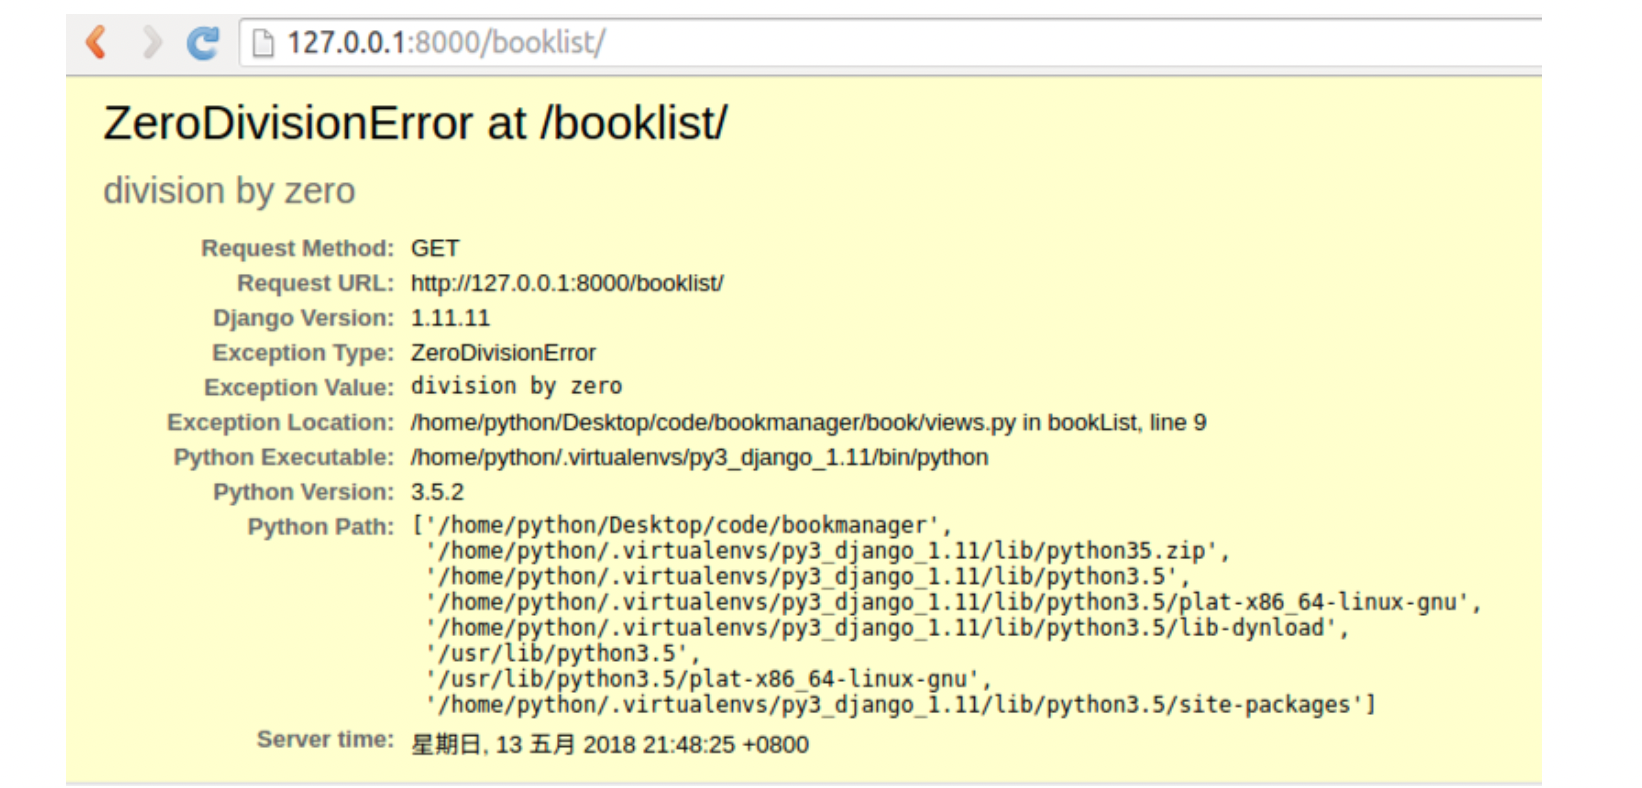 127.0.0.1:8000/booklist/
ZeroDivisionError at /booklist/
division by zero
Request Method: GET
Request URL: http://127.0.0.1:8000/booklist/
Django Version: 1.11.11
Exception Type: ZeroDivisionError
Exception Value: division by zero
Exception Location: /home/python/Desktop/code/bookmanager/book/views.py in bookList, line 9
Python Executable: /home/python/.virtualenvs/py3_django_1.11/bin/python
Python Version: 3.5.2
Python Path: ['/home/python/Desktop/code/bookmanager',
'/home/python/.virtualenvs/py3_django_1.11/lib/python35.zip',
'/home/python/.virtualenvs/py3_django_1.11/lib/python3.5',
'/home/python/.virtualenvs/py3_django_1.11/lib/python3.5/plat-x86_64-linux-gnu',
'/home/python/.virtualenvs/py3_django_1.11/lib/python3.5/lib-dynload',
'/usr/lib/python3.5',
'/usr/lib/python3.5/plat-x86_64-linux-gnu',
'/home/python/.virtualenvs/py3_django_1.11/lib/python3.5/site-packages']
Server time: 星期日, 13 五月 2018 21:48:25 +0800